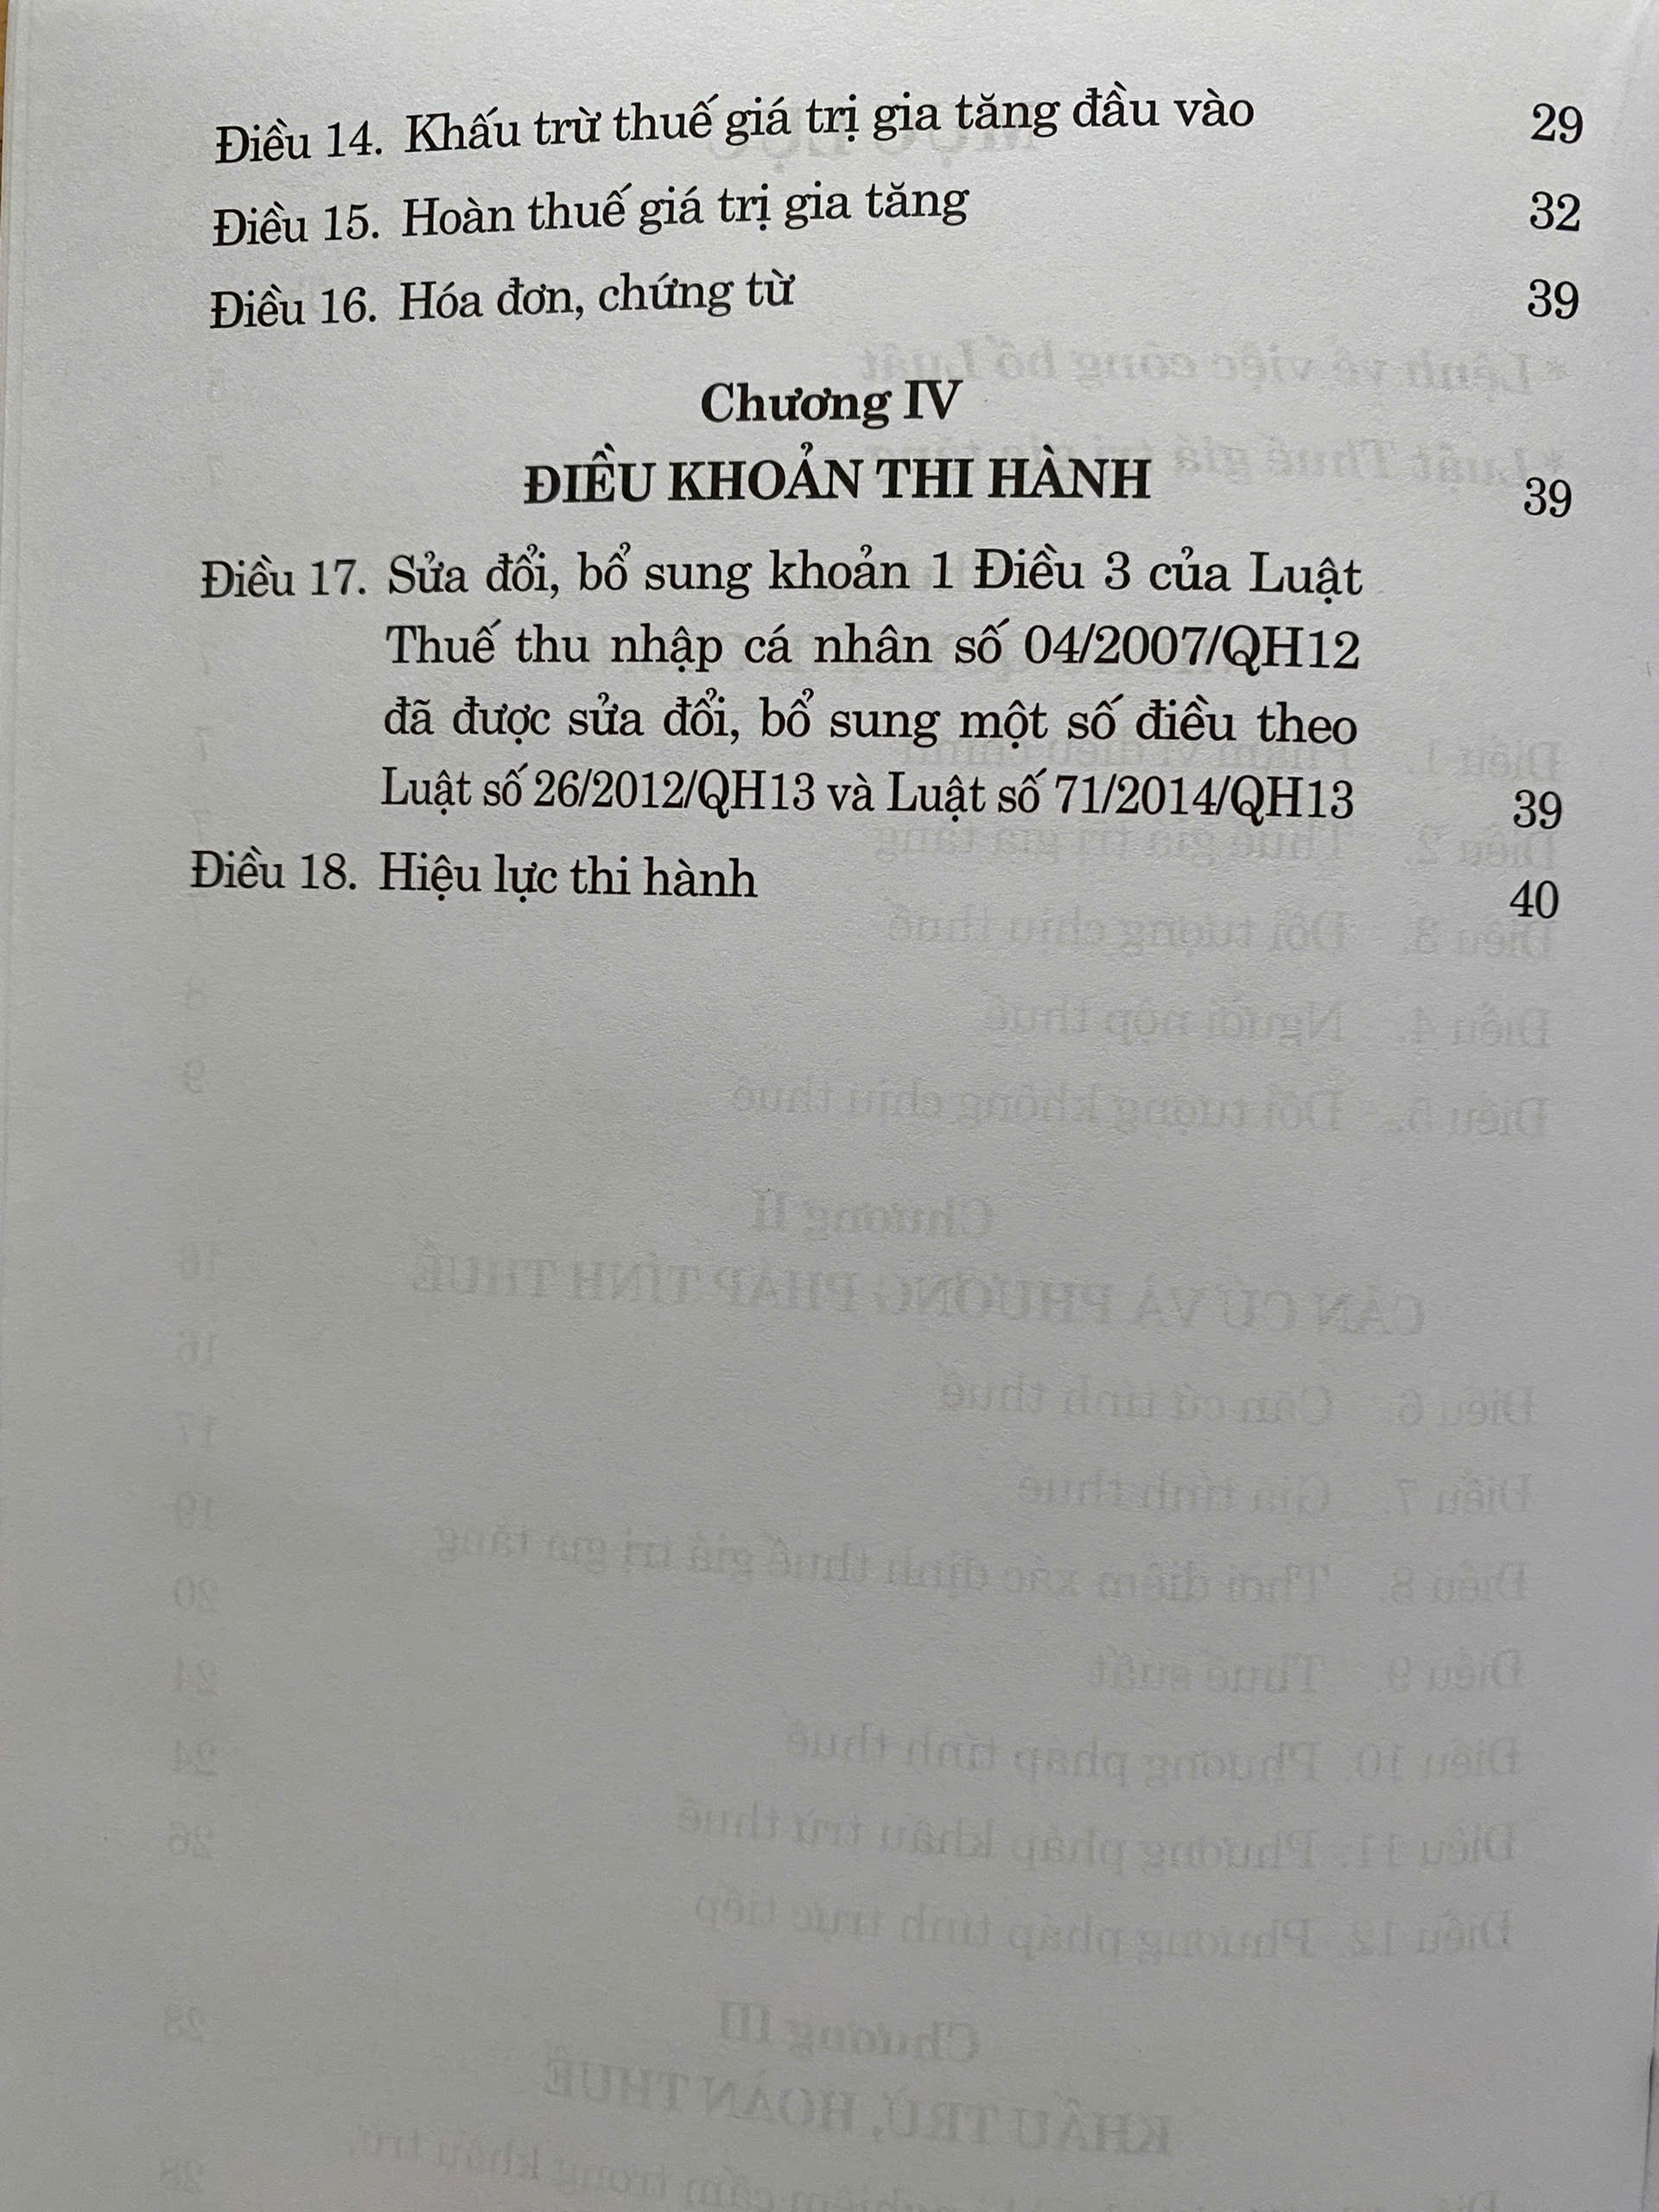 Điều 14. Khấu trừ thuế giá trị gia tăng đầu vào 29
Điều 15. Hoàn thuế giá trị gia tăng 32
Điều 16. Hóa đơn, chứng từ 39
Chương IV
ĐIỀU KHOẢN THI HÀNH 39
Điều 17. Sửa đổi, bổ sung khoản 1 Điều 3 của Luật
Thuế thu nhập cá nhân số 04/2007/QH12
đã được sửa đổi, bổ sung một số điều theo
Luật số 26/2012/QH13 và Luật số 71/2014/QH13 39
Điều 18. Hiệu lực thi hành 40